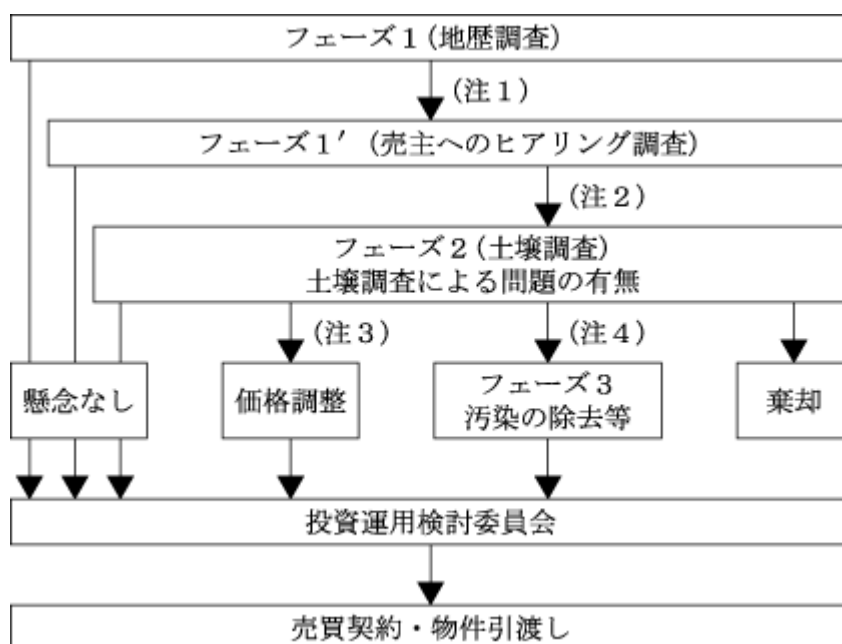 フェーズ1(地歴調査)
(注1)
フェーズ1′(売主へのヒアリング調査)
(注2)
フェーズ2(土壌調査)
土壌調査による問題の有無
(注3)
(注4)
懸念なし
価格調整
フェーズ3
汚染の除去等
棄却
投資運用検討委員会
売買契約・物件引渡し